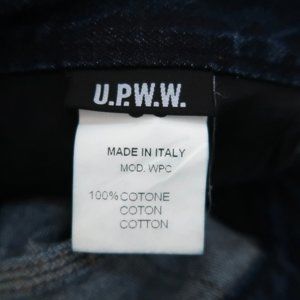 U.P.W.W.
MADE IN ITALY
MOD. WPC
100% COTONE
COTON
COTTON